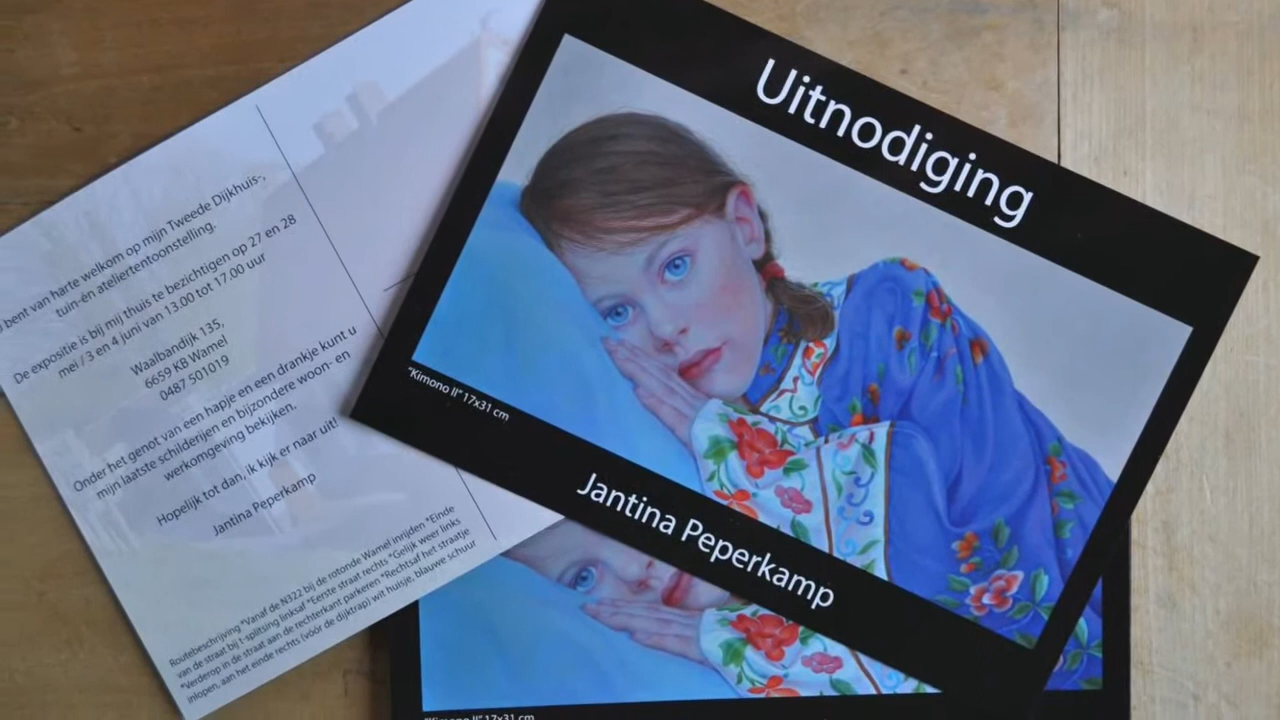 Uitnodiging
"Kimono II" 17x31 cm
Jantina Peperkamp
bent van harte welkom op mijn Tweede Dijkhuis-,
tuin-én ateliertentoonstelling.
De expositie is bij mij thuis te bezichtigen op 27 en 28
mei / 3 en 4 juni van 13.00 tot 17.00 uur
Waalbandijk 135,
6659 KB Wamel
0487 501019
Onder het genot van een hapje en een drankje kunt u
mijn laatste schilderijen en bijzondere woon- en
werkomgeving bekijken.
Hopelijk tot dan, ik kijk er naar uit!
Jantina Peperkamp
Routebeschrijving *Vanaf de N322 bij de rotonde Wamel inrijden *Einde
van de straat bij t-splitsing linksaf *Eerste straat rechts *Gelijk weer links
*Verderop in de straat aan de rechterkant parkeren *Rechtsaf het straatje
inlopen, aan het einde rechts (vóór de dijktrap) wit huisje, blauwe schuur
"Kimono II" 17x31 cm